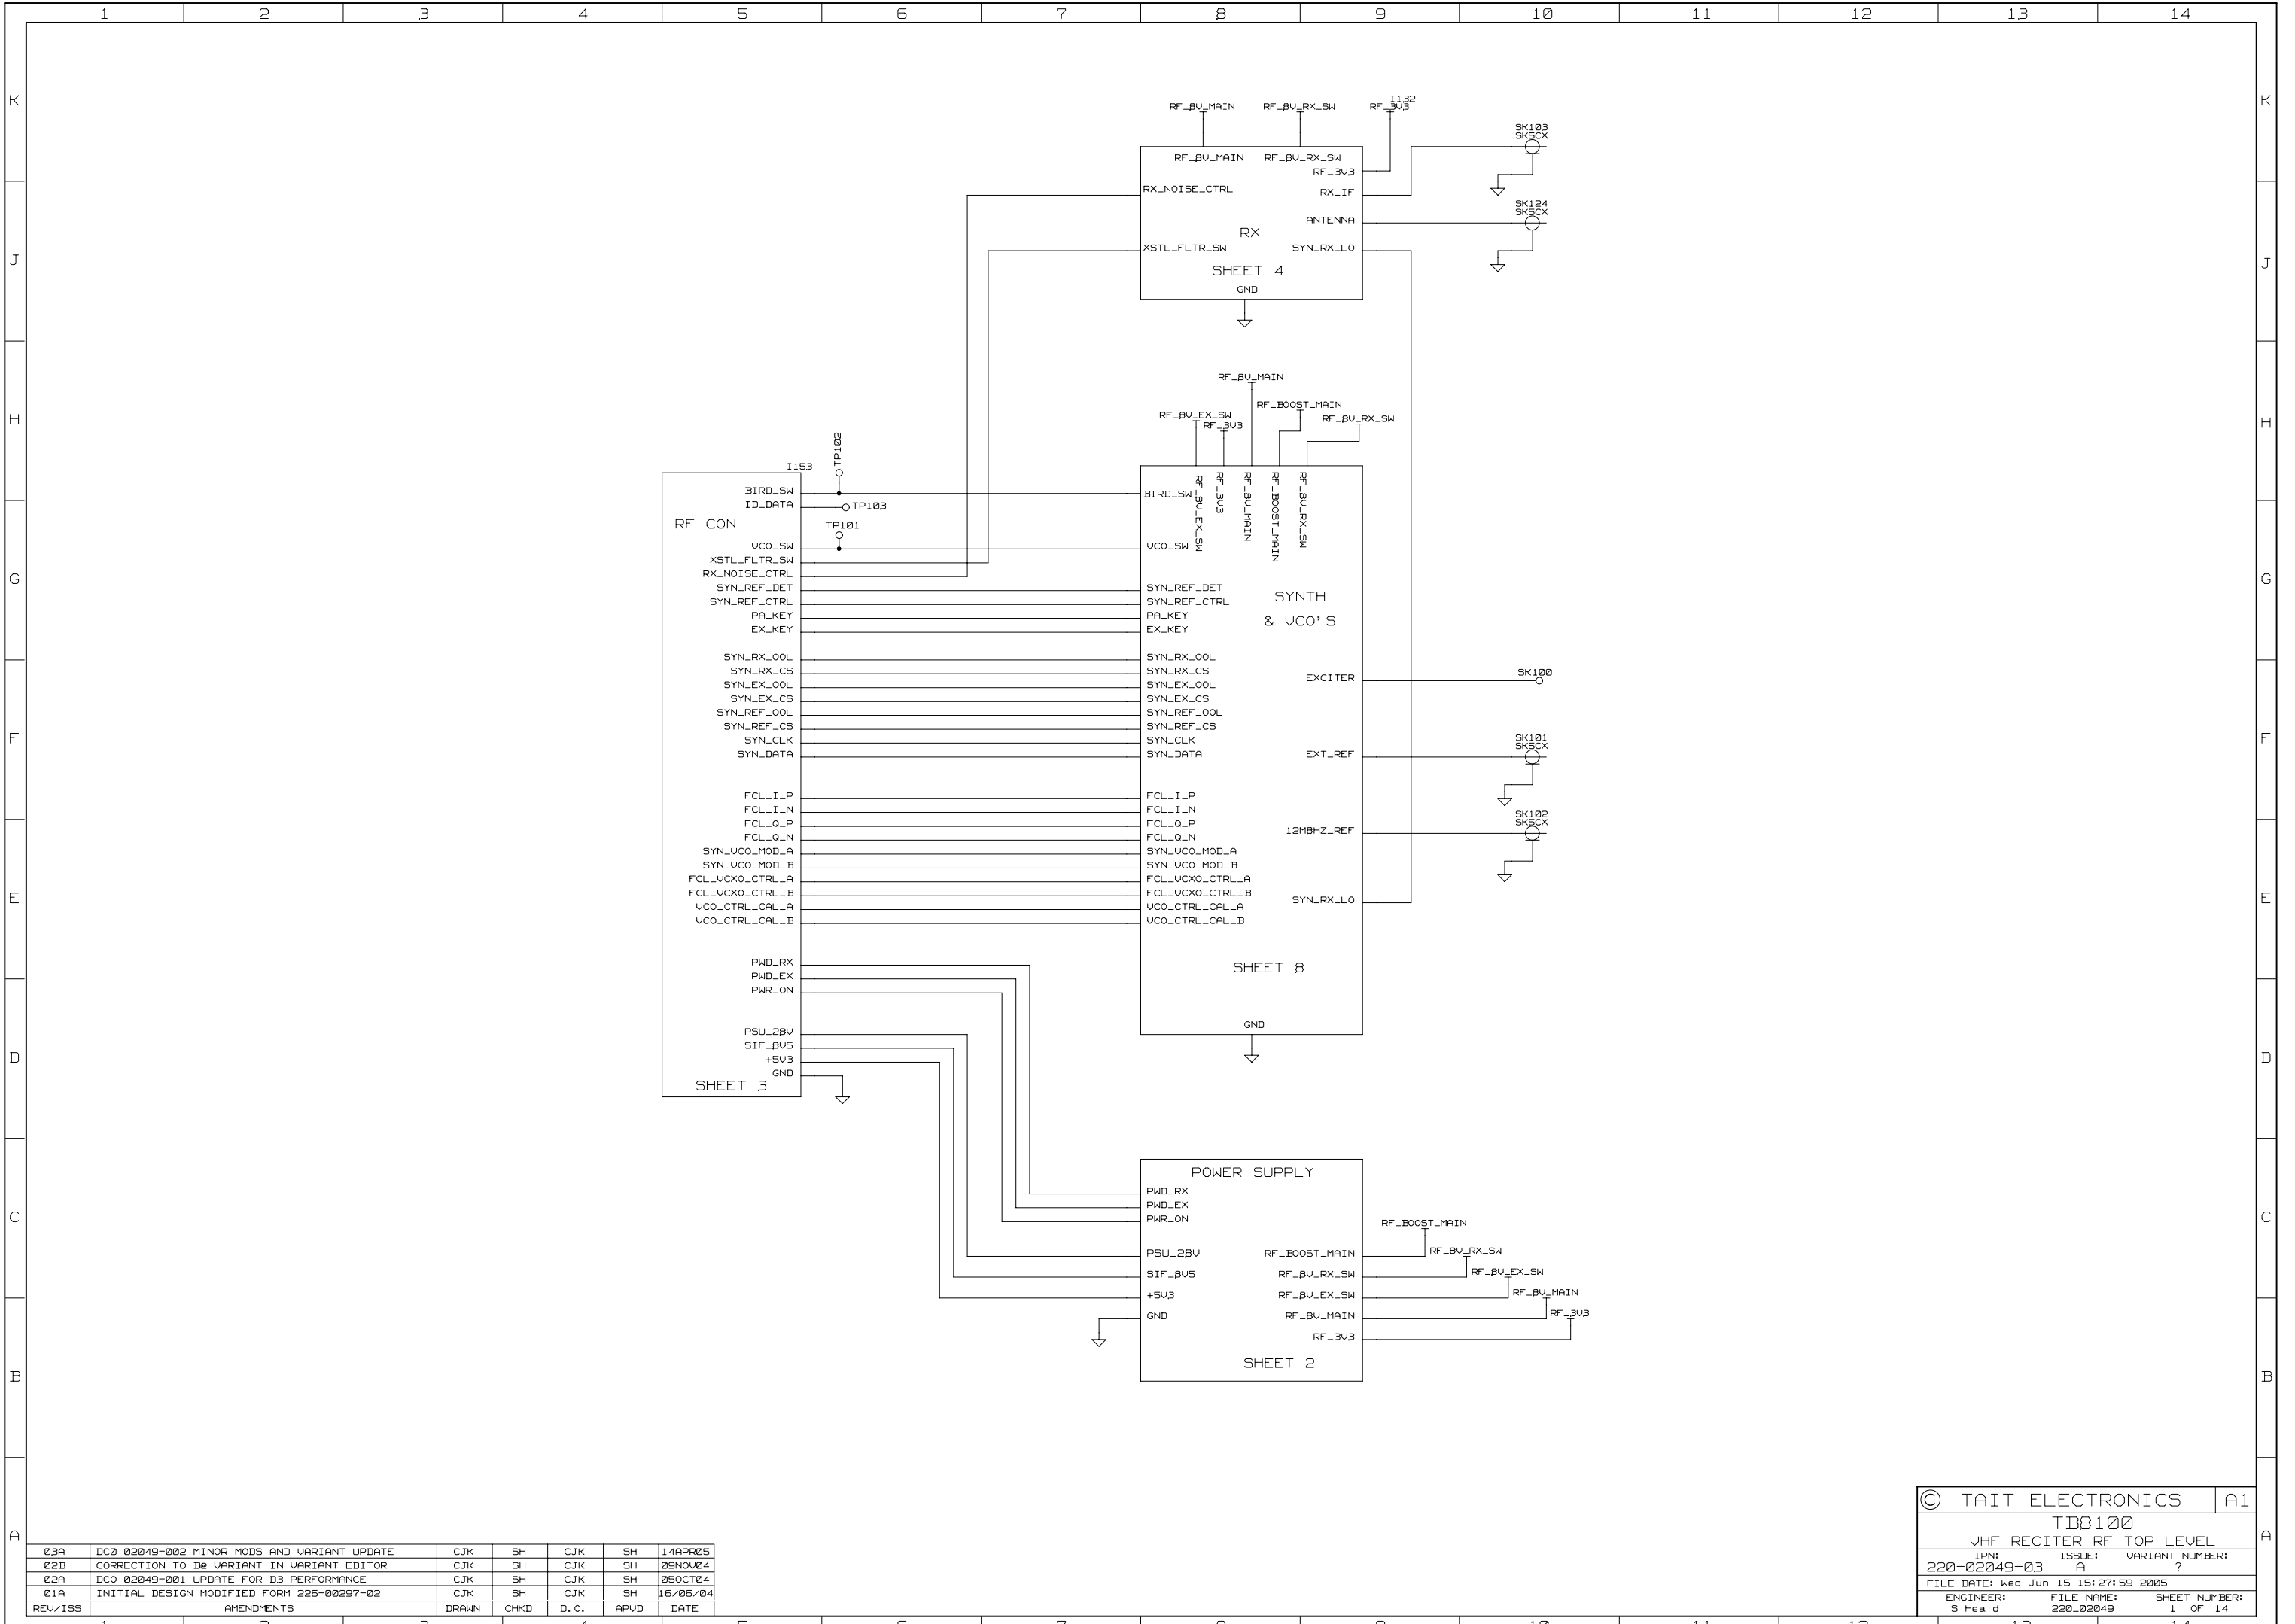 1 2 3 4 5 6 7 8 9 10 11 12 13 14
K
K
J
J
H
H
G
G
F
F
E
E
D
D
C
C
B
B
A
A
RF_8V_MAIN
RF_8V_RX_SW
I132
RF_3V3
SK103
SK5CX
RF_8V_MAIN
RF_8V_RX_SW
RF_3V3
RX_NOISE_CTRL
RX_IF
SK124
SK5CX
ANTENNA
RX
XSTL_FLTR_SW
SYN_RX_LO
SHEET 4
GND
RF_8V_MAIN
RF_BOOST_MAIN
RF_8V_EX_SW
RF_3V3
RF_8V_RX_SW
I153
TP102
BIRD_SW
ID_DATA
TP103
RF CON
TP101
VCO_SW
XSTL_FLTR_SW
RX_NOISE_CTRL
SYN_REF_DET
SYN_REF_CTRL
PA_KEY
EX_KEY
SYN_RX_OOL
SYN_RX_CS
SYN_EX_OOL
SYN_EX_CS
SYN_REF_OOL
SYN_REF_CS
SYN_CLK
SYN_DATA
FCL_I_P
FCL_I_N
FCL_Q_P
FCL_Q_N
SYN_VCO_MOD_A
SYN_VCO_MOD_B
FCL_VCXO_CTRL_A
FCL_VCXO_CTRL_B
VCO_CTRL_CAL_A
VCO_CTRL_CAL_B
PWD_RX
PWD_EX
PWR_ON
PSU_28V
SIF_8V5
+5V3
GND
SHEET 3
BIRD_SW
RF_8V_EX_SW
RF_3V3
RF_8V_MAIN
RF_BOOST_MAIN
RF_8V_RX_SW
VCO_SW
SYN_REF_DET
SYN_REF_CTRL
PA_KEY
EX_KEY
SYNTH
& VCO'S
SYN_RX_OOL
SYN_RX_CS
SYN_EX_OOL
SYN_EX_CS
SYN_REF_OOL
SYN_REF_CS
SYN_CLK
SYN_DATA
EXCITER
SK100
EXT_REF
SK101
SK5CX
FCL_I_P
FCL_I_N
FCL_Q_P
FCL_Q_N
SYN_VCO_MOD_A
SYN_VCO_MOD_B
FCL_VCXO_CTRL_A
FCL_VCXO_CTRL_B
VCO_CTRL_CAL_A
VCO_CTRL_CAL_B
12M8HZ_REF
SK102
SK5CX
SYN_RX_LO
SHEET 8
GND
POWER SUPPLY
PWD_RX
PWD_EX
PWR_ON
PSU_28V
SIF_8V5
+5V3
GND
RF_BOOST_MAIN
RF_8V_RX_SW
RF_8V_EX_SW
RF_8V_MAIN
RF_3V3
SHEET 2
RF_BOOST_MAIN
RF_8V_RX_SW
RF_8V_EX_SW
RF_8V_MAIN
RF_3V3
03A DC0 02049-002 MINOR MODS AND VARIANT UPDATE CJK SH CJK SH 14APR05
02B CORRECTION TO B@ VARIANT IN VARIANT EDITOR CJK SH CJK SH 09NOV04
02A DCO 02049-001 UPDATE FOR D3 PERFORMANCE CJK SH CJK SH 05OCT04
01A INITIAL DESIGN MODIFIED FORM 226-00297-02 CJK SH CJK SH 16/06/04
REV/ISS AMENDMENTS DRAWN CHKD D.O. APVD DATE
© TAIT ELECTRONICS A1
TB8100
VHF RECITER RF TOP LEVEL
IPN: ISSUE: VARIANT NUMBER:
220-02049-03 A ?
FILE DATE: Wed Jun 15 15:27:59 2005
ENGINEER: FILE NAME: SHEET NUMBER:
S Heald 220_02049 1 OF 14